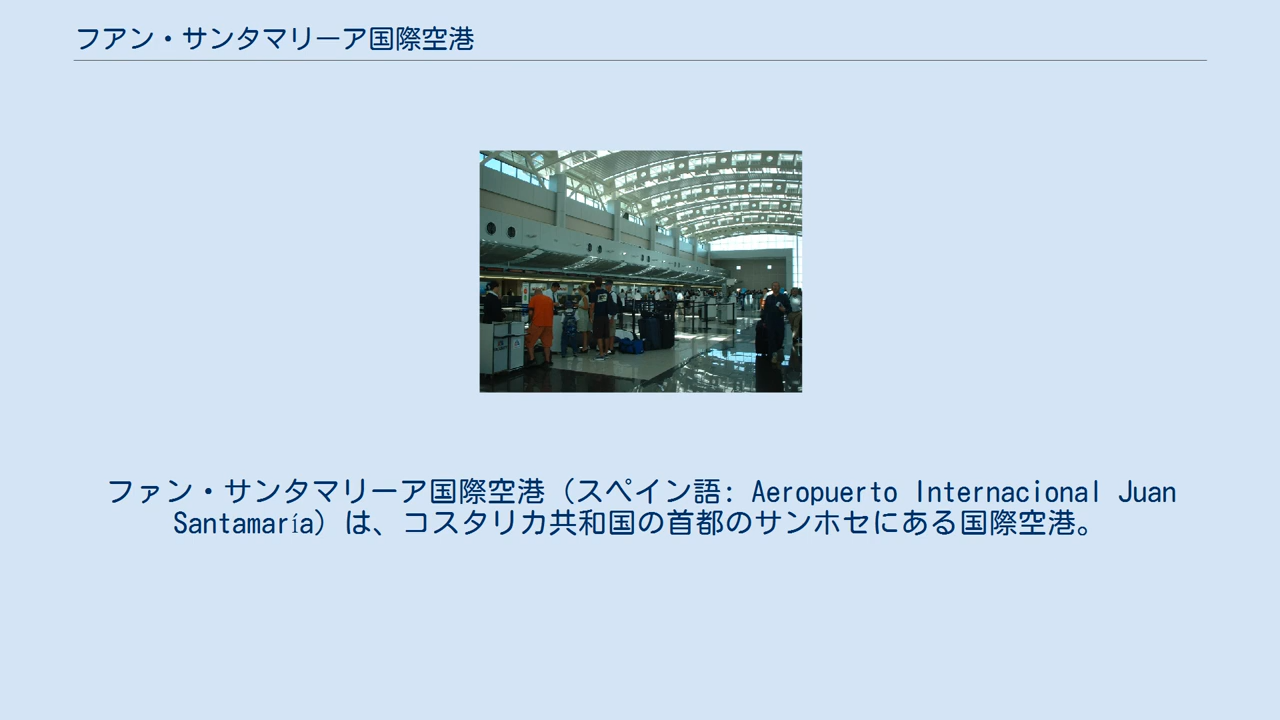 フアン・サンタマリーア国際空港
ファン・サンタマリーア国際空港（スペイン語: Aeropuerto Internacional Juan
Santamaría）は、コスタリカ共和国の首都のサンホセにある国際空港。